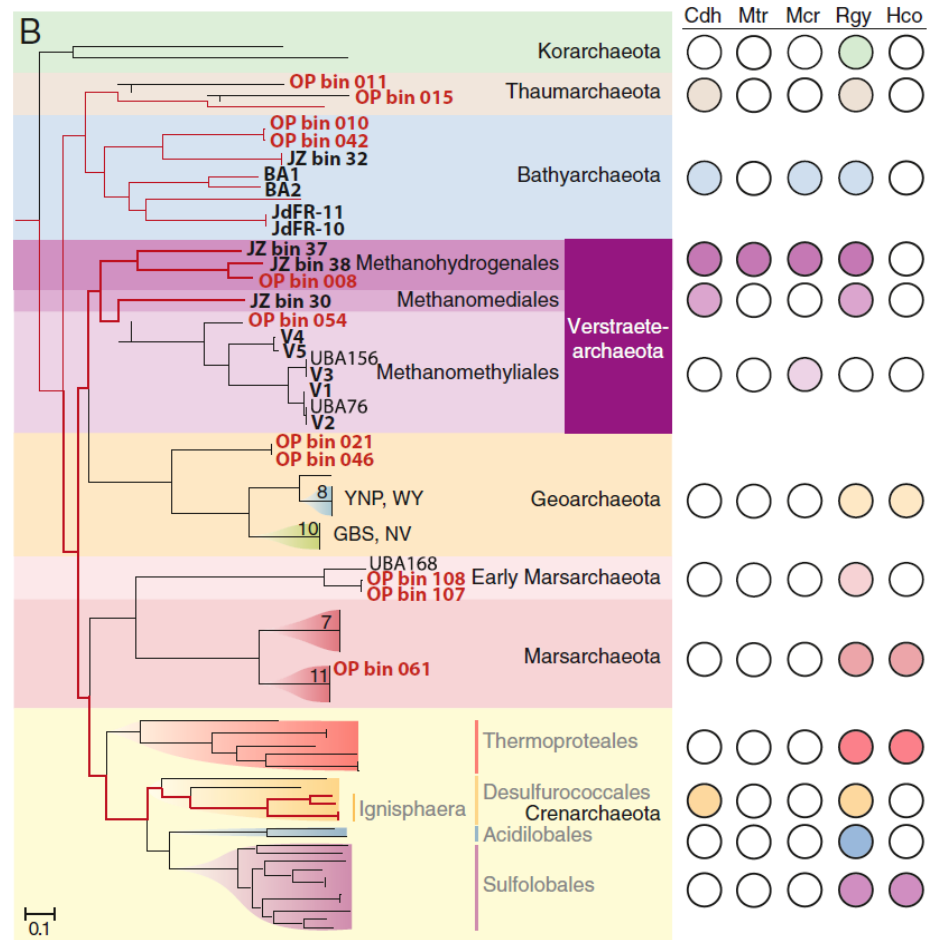 B
Cdh Mtr Mcr Rgy Hco
Korarchaeota
OP bin 011
OP bin 015
Thaumarchaeota
OP bin 010
OP bin 042
JZ bin 32
BA1
BA2
JdFR-11
JdFR-10
Bathyarchaeota
JZ bin 37
JZ bin 38
OP bin 008
Methanohydrogenales
JZ bin 30
Methanomediales
OP bin 054
V4
V5
UBA156
V3
V1
UBA76
V2
Methanomethyliales
Verstraete-
archaeota
OP bin 021
OP bin 046
8
YNP, WY
10
GBS, NV
Geoarchaeota
UBA168
OP bin 108
OP bin 107
Early Marsarchaeota
7
11
OP bin 061
Marsarchaeota
Thermoproteales
Ignisphaera
Desulfurococcales
Crenarchaeota
Acidilobales
Sulfolobales
0.1